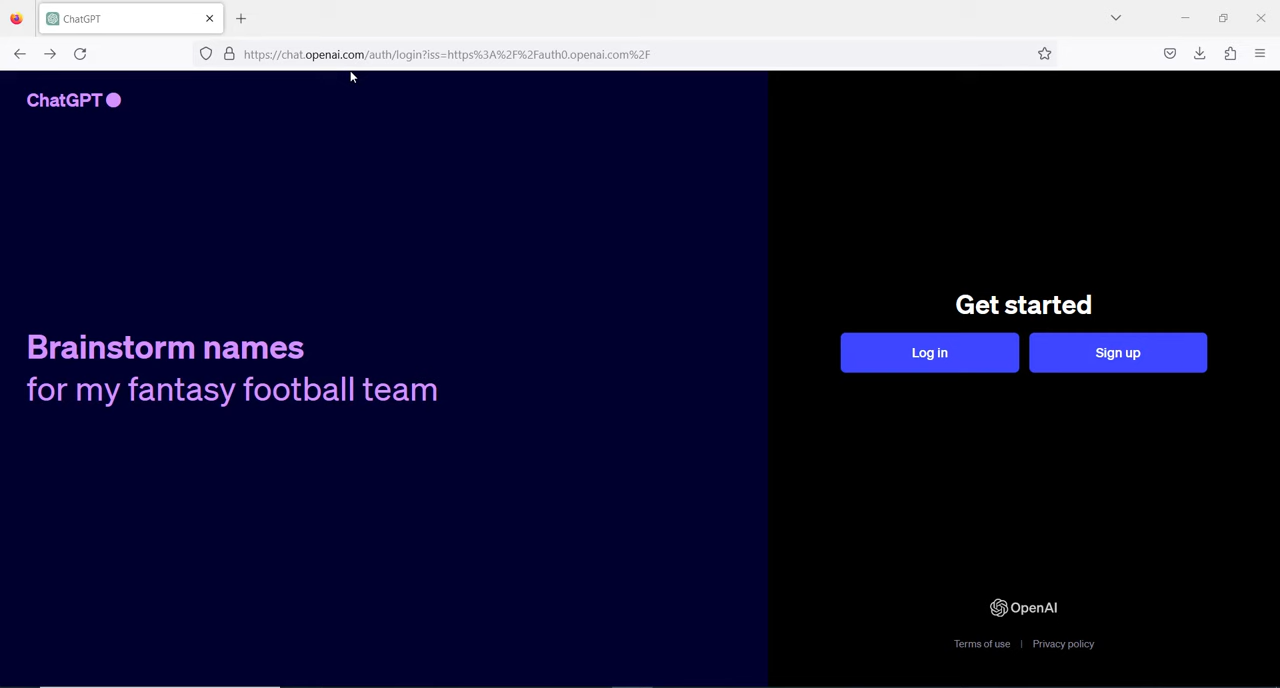 ChatGPT
https://chat.openai.com/auth/login?iss=https%3A%2F%2Fauth0.openai.com%2F
ChatGPT
Brainstorm names
for my fantasy football team
Get started
Log in
Sign up
OpenAI
Terms of use | Privacy policy